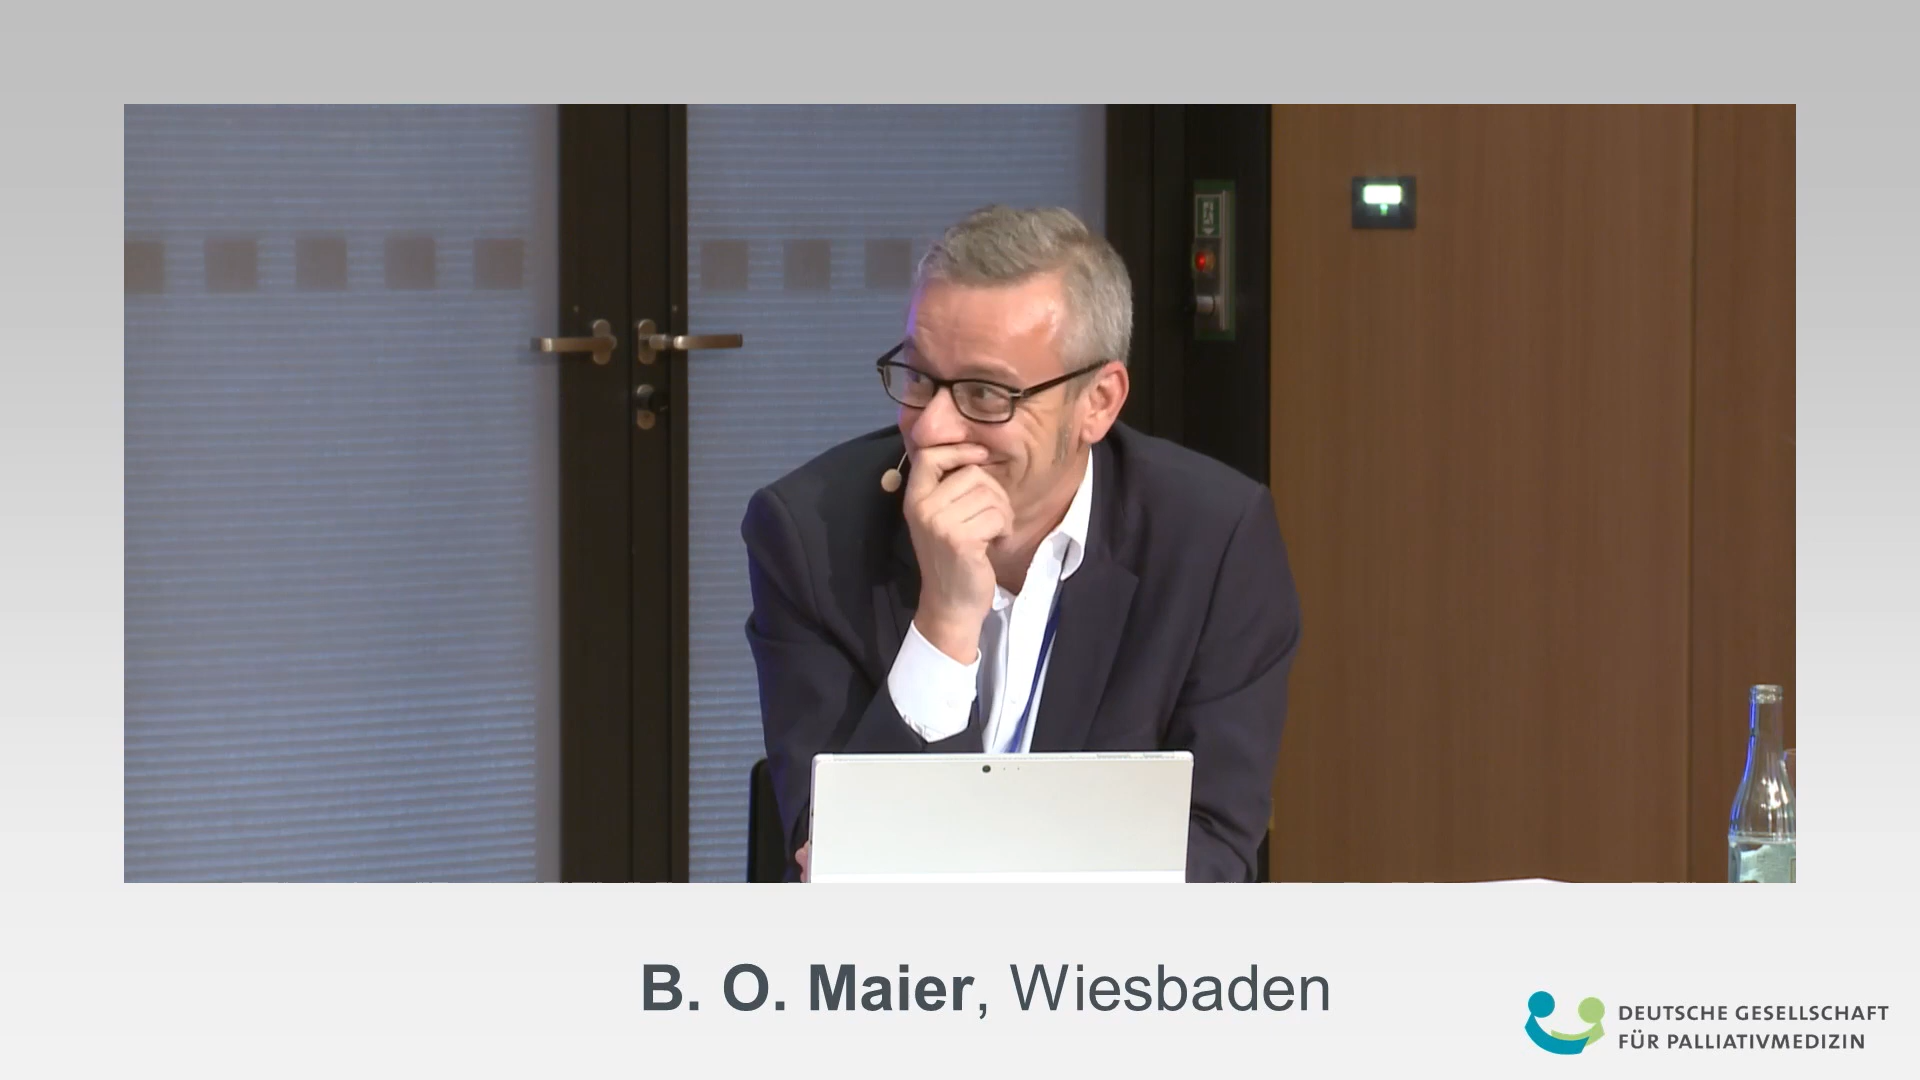 B. O. Maier, Wiesbaden
DEUTSCHE GESELLSCHAFT
FÜR PALLIATIVMEDIZIN